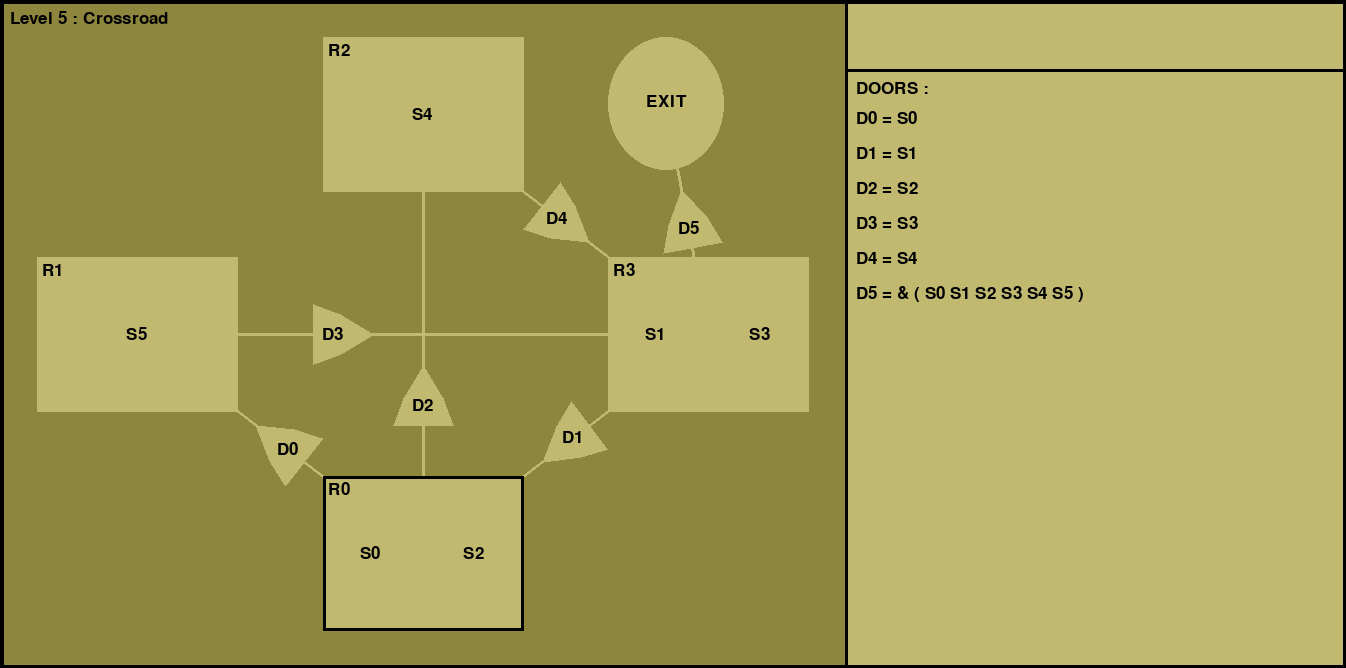 Level 5 : Crossroad
R2
S4
EXIT
D4
D5
R1
S5
D3
R3
S1 S3
D2
D0
D1
R0
S0 S2
DOORS :
D0 = S0
D1 = S1
D2 = S2
D3 = S3
D4 = S4
D5 = & ( S0 S1 S2 S3 S4 S5 )